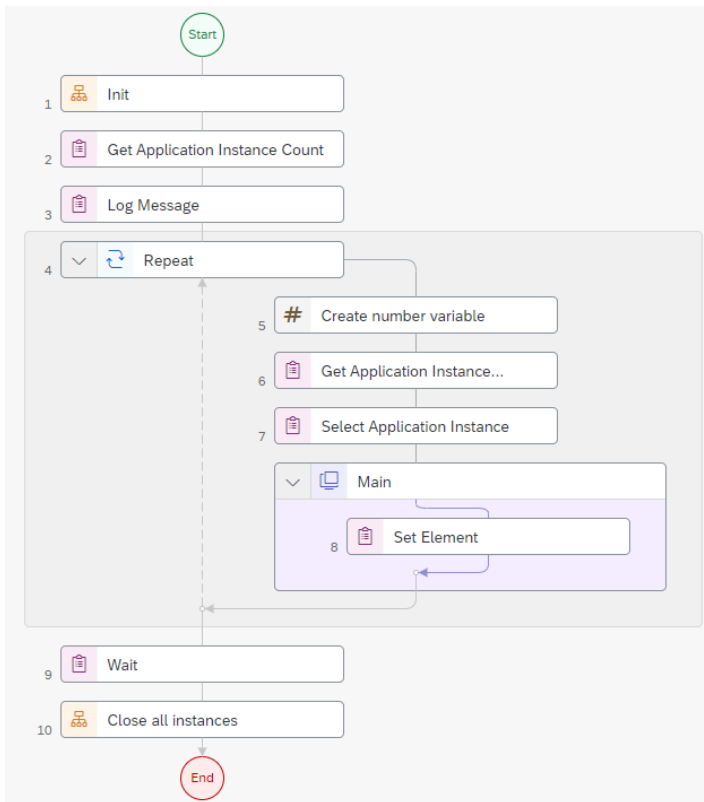 Start
1 Init
2 Get Application Instance Count
3 Log Message
4 Repeat
5 # Create number variable
6 Get Application Instance...
7 Select Application Instance
Main
8 Set Element
9 Wait
10 Close all instances
End